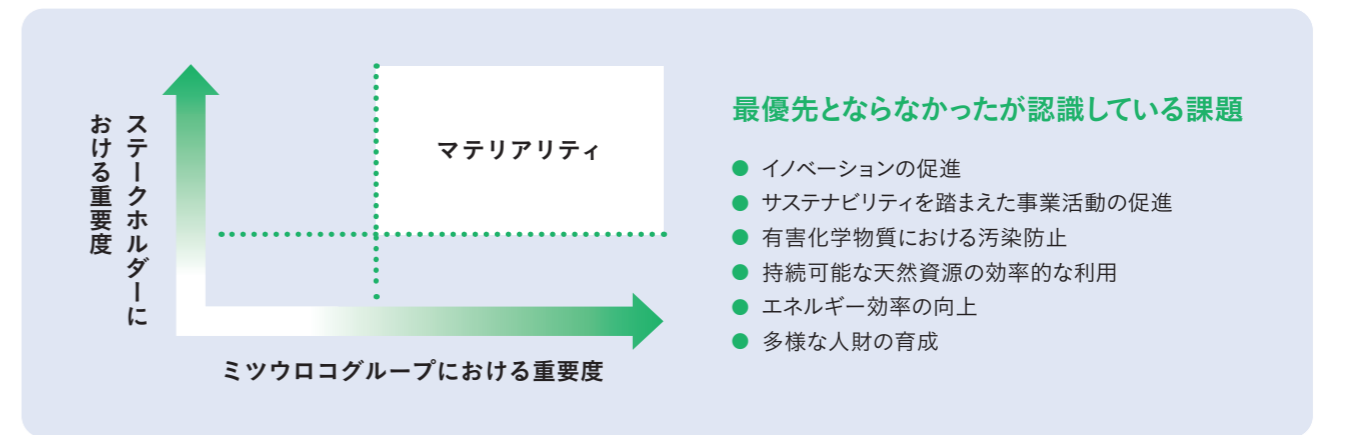 ステークホルダーに
おける重要度
マテリアリティ
ミツウロコグループにおける重要度
最優先とならなかったが認識している課題
● イノベーションの促進
● サステナビリティを踏まえた事業活動の促進
● 有害化学物質における汚染防止
● 持続可能な天然資源の効率的な利用
● エネルギー効率の向上
● 多様な人財の育成